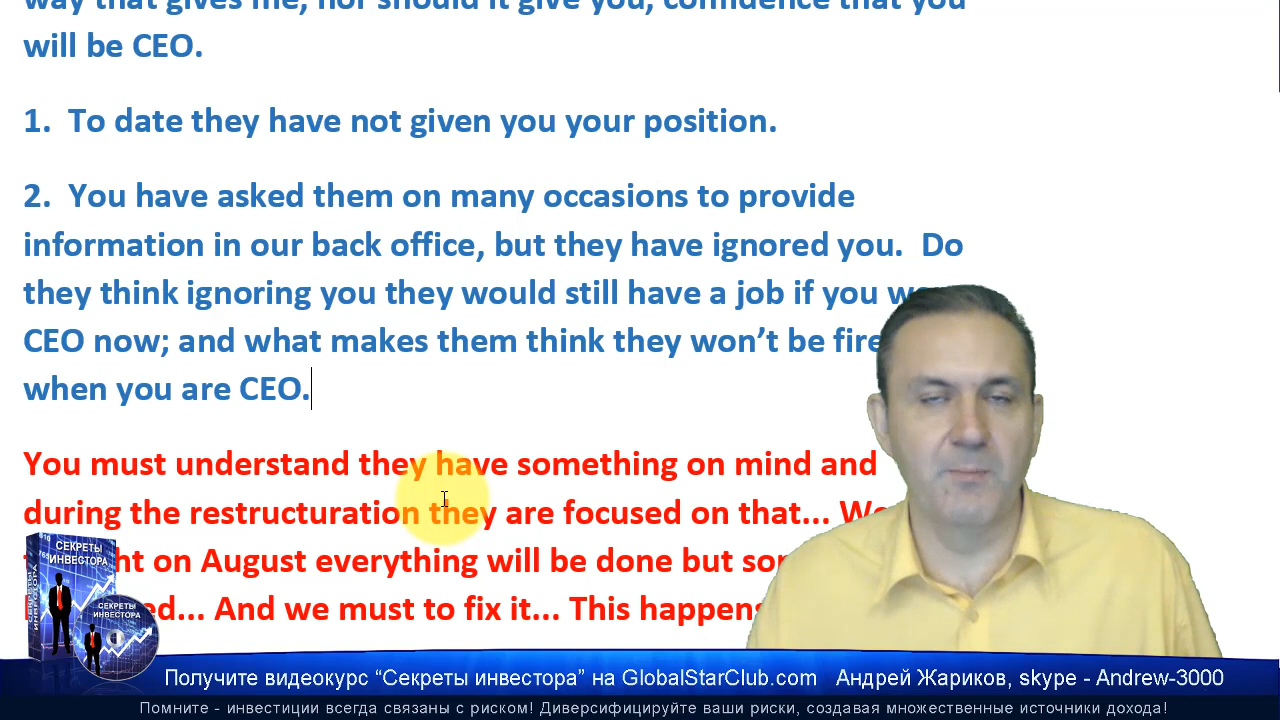 way that gives me, nor should it give you, confidence that you
will be CEO.
1. To date they have not given you your position.
2. You have asked them on many occasions to provide
information in our back office, but they have ignored you. Do
they think ignoring you they would still have a job if you
CEO now; and what makes them think they won't be
when you are CEO.
You must understand they have something on mind and
during the restructuration they are focused on that...
on August everything will be done but
And we must to fix it... This happens
СЕКРЕТЫ
ИНВЕСТОРА
СЕКРЕТЫ
ИНВЕСТОРА
Получите видеокурс “Секреты инвестора” на GlobalStarClub.com Андрей Жариков, skype - Andrew-3000
Помните - инвестиции всегда связаны с риском! Диверсифицируйте ваши риски, создавая множественные источники дохода!